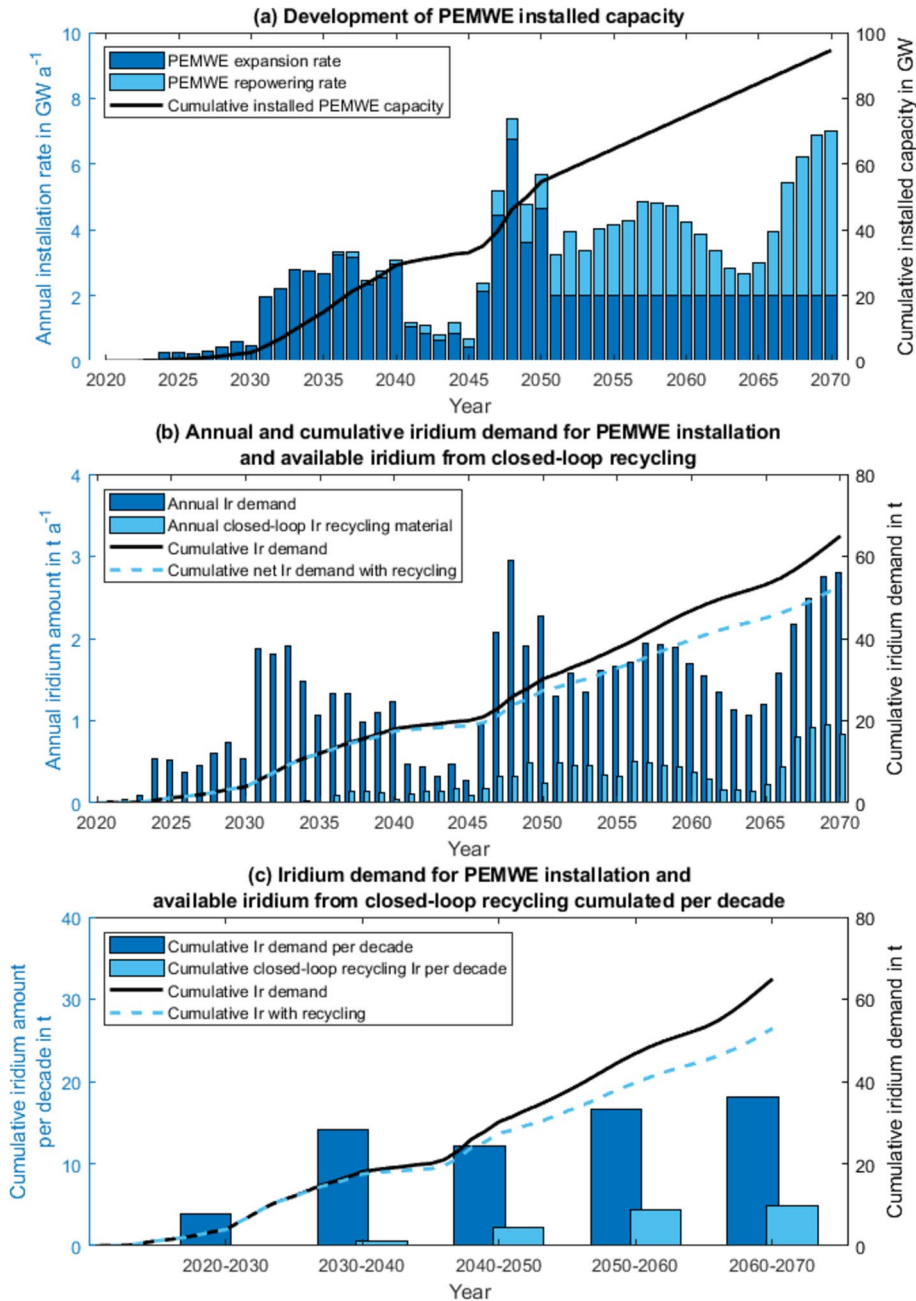 (a) Development of PEMWE installed capacity
10
8
6
4
2
0
Annual installation rate in GW a-1
PEMWE expansion rate
PEMWE repowering rate
Cumulative installed PEMWE capacity
100
80
60
40
20
0
Cumulative installed capacity in GW
2020 2025 2030 2035 2040 2045 2050 2055 2060 2065 2070
Year
(b) Annual and cumulative iridium demand for PEMWE installation
and available iridium from closed-loop recycling
4
3
2
1
0
Annual iridium amount in t a-1
Annual Ir demand
Annual closed-loop Ir recycling material
Cumulative Ir demand
Cumulative net Ir demand with recycling
80
60
40
20
0
Cumulative iridium demand in t
2020 2025 2030 2035 2040 2045 2050 2055 2060 2065 2070
Year
(c) Iridium demand for PEMWE installation and
available iridium from closed-loop recycling cumulated per decade
40
30
20
10
0
Cumulative iridium amount
per decade in t
Cumulative Ir demand per decade
Cumulative closed-loop recycling Ir per decade
Cumulative Ir demand
Cumulative Ir with recycling
80
60
40
20
0
Cumulative iridium demand in t
2020-2030 2030-2040 2040-2050 2050-2060 2060-2070
Year